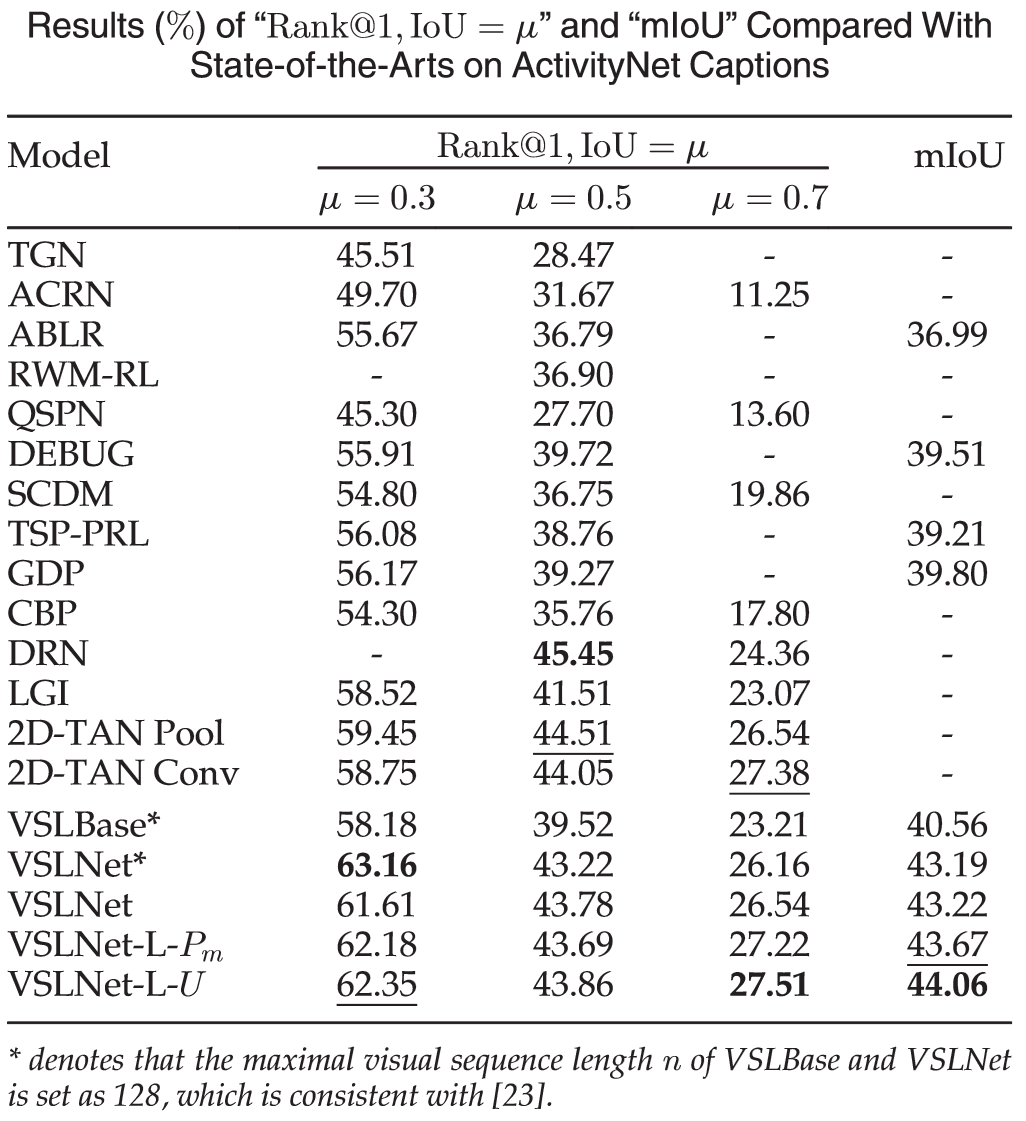 Results (%) of “Rank@1, IoU = μ” and “mIoU” Compared With
State-of-the-Arts on ActivityNet Captions
Model Rank@1, IoU = μ mIoU
μ = 0.3 μ = 0.5 μ = 0.7
TGN 45.51 28.47 - -
ACRN 49.70 31.67 11.25 -
ABLR 55.67 36.79 - 36.99
RWM-RL - 36.90 - -
QSPN 45.30 27.70 13.60 -
DEBUG 55.91 39.72 - 39.51
SCDM 54.80 36.75 19.86 -
TSP-PRL 56.08 38.76 - 39.21
GDP 56.17 39.27 - 39.80
CBP 54.30 35.76 17.80 -
DRN - 45.45 24.36 -
LGI 58.52 41.51 23.07 -
2D-TAN Pool 59.45 44.51 26.54 -
2D-TAN Conv 58.75 44.05 27.38 -
VSLBase* 58.18 39.52 23.21 40.56
VSLNet* 63.16 43.22 26.16 43.19
VSLNet 61.61 43.78 26.54 43.22
VSLNet-L-Pm 62.18 43.69 27.22 43.67
VSLNet-L-U 62.35 43.86 27.51 44.06
* denotes that the maximal visual sequence length n of VSLBase and VSLNet
is set as 128, which is consistent with [23].